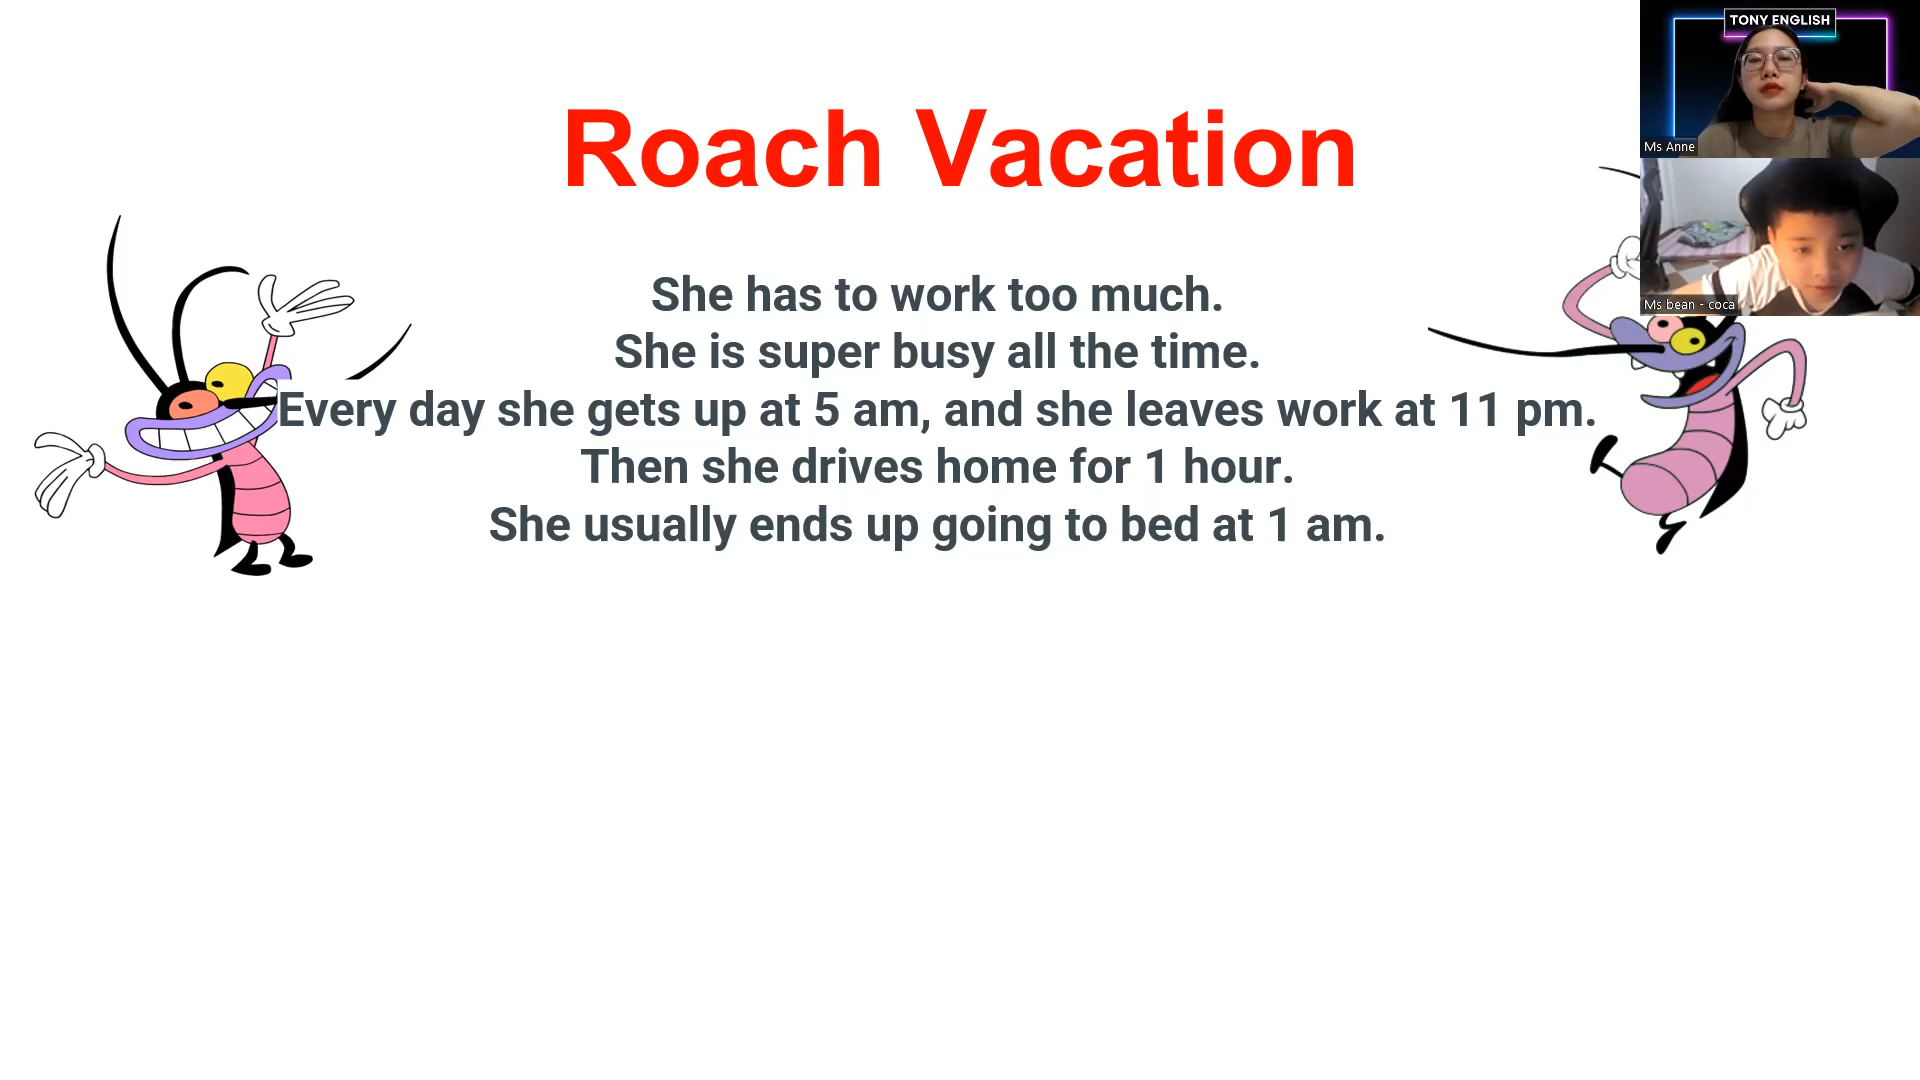 TONY ENGLISH
Ms Anne
Ms bean - coca
Roach Vacation
She has to work too much.
She is super busy all the time.
Every day she gets up at 5 am, and she leaves work at 11 pm.
Then she drives home for 1 hour.
She usually ends up going to bed at 1 am.